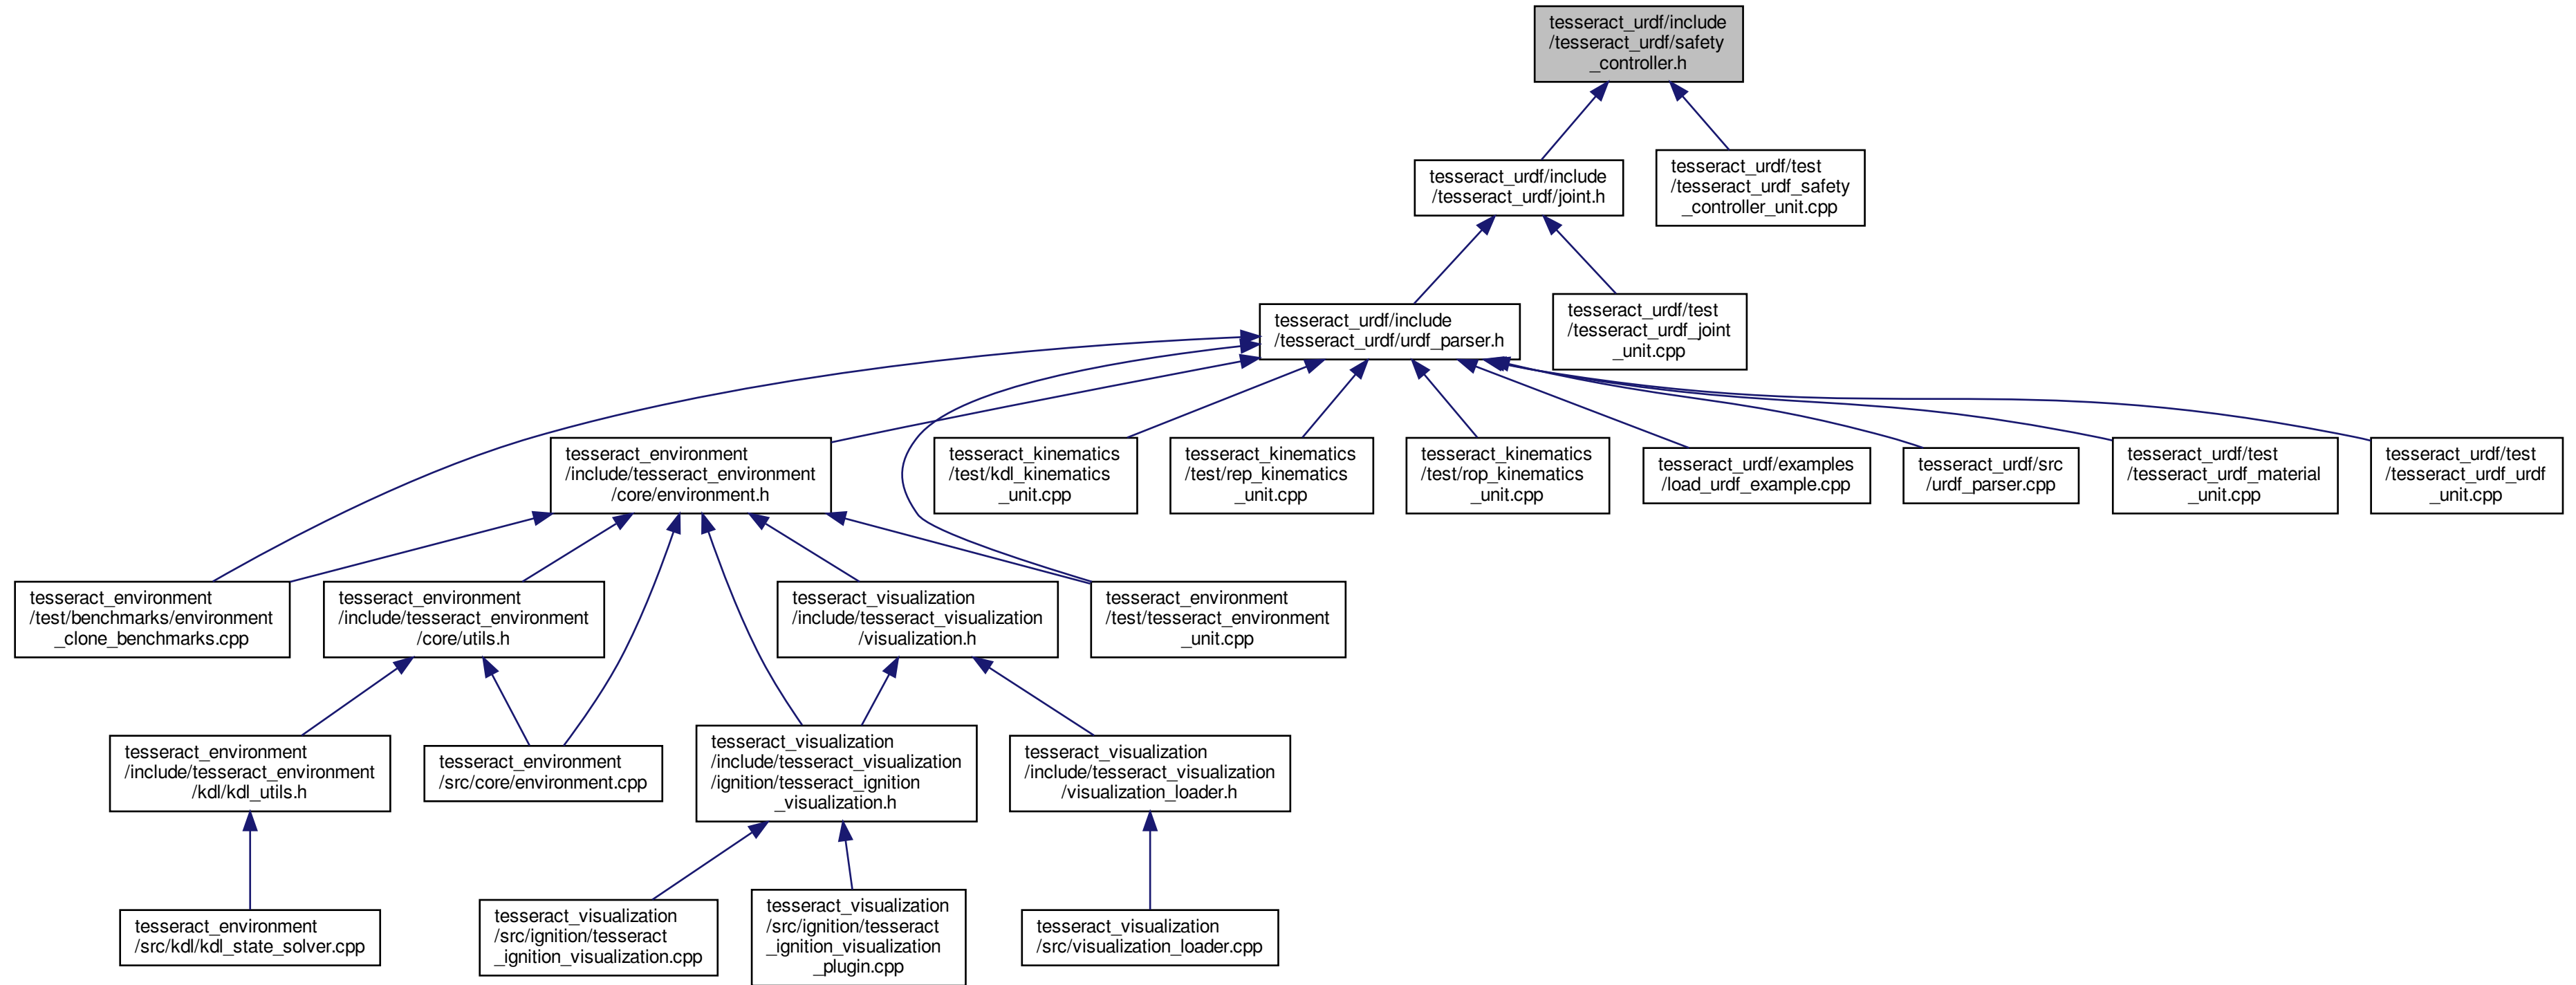 tesseract_urdf/include
/tesseract_urdf/safety
_controller.h
tesseract_urdf/include
/tesseract_urdf/joint.h
tesseract_urdf/test
/tesseract_urdf_safety
_controller_unit.cpp
tesseract_urdf/include
/tesseract_urdf/urdf_parser.h
tesseract_urdf/test
/tesseract_urdf_joint
_unit.cpp
tesseract_environment
/include/tesseract_environment
/core/environment.h
tesseract_kinematics
/test/kdl_kinematics
_unit.cpp
tesseract_kinematics
/test/rep_kinematics
_unit.cpp
tesseract_kinematics
/test/rop_kinematics
_unit.cpp
tesseract_urdf/examples
/load_urdf_example.cpp
tesseract_urdf/src
/urdf_parser.cpp
tesseract_urdf/test
/tesseract_urdf_material
_unit.cpp
tesseract_urdf/test
/tesseract_urdf_urdf
_unit.cpp
tesseract_environment
/test/benchmarks/environment
_clone_benchmarks.cpp
tesseract_environment
/include/tesseract_environment
/core/utils.h
tesseract_visualization
/include/tesseract_visualization
/visualization.h
tesseract_environment
/test/tesseract_environment
_unit.cpp
tesseract_environment
/include/tesseract_environment
/kdl/kdl_utils.h
tesseract_environment
/src/core/environment.cpp
tesseract_visualization
/include/tesseract_visualization
/ignition/tesseract_ignition
_visualization.h
tesseract_visualization
/include/tesseract_visualization
/visualization_loader.h
tesseract_environment
/src/kdl/kdl_state_solver.cpp
tesseract_visualization
/src/ignition/tesseract
_ignition_visualization.cpp
tesseract_visualization
/src/ignition/tesseract
_ignition_visualization
_plugin.cpp
tesseract_visualization
/src/visualization_loader.cpp